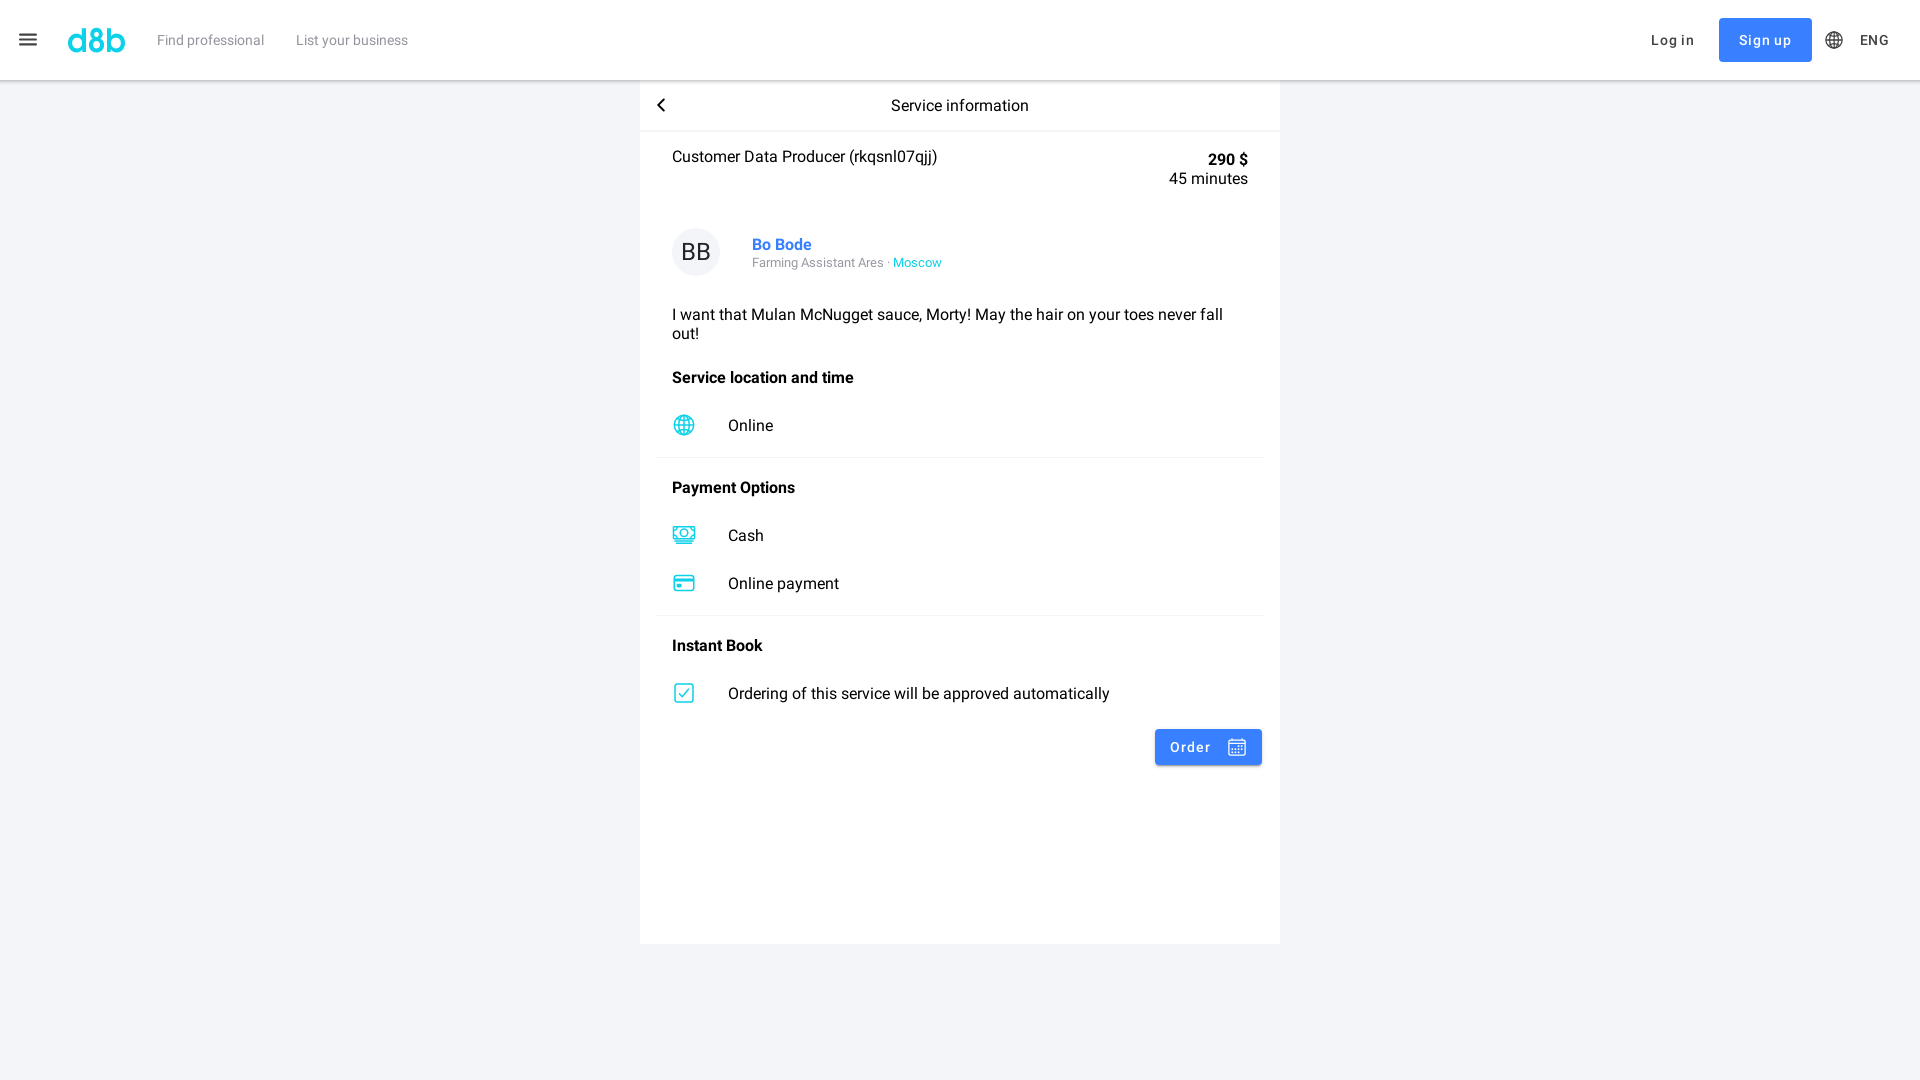 d8b
Find professional
List your business
Log in
Sign up
ENG
Service information
Customer Data Producer (rkqsnl07qjj)
290 $
45 minutes
BB
Bo Bode
Farming Assistant Ares · Moscow
I want that Mulan McNugget sauce, Morty! May the hair on your toes never fall
out!
Service location and time
Online
Payment Options
Cash
Online payment
Instant Book
Ordering of this service will be approved automatically
Order